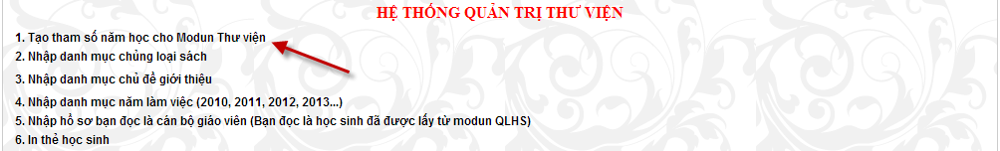 HỆ THỐNG QUẢN TRỊ THƯ VIỆN
1. Tạo tham số năm học cho Modun Thư viện
2. Nhập danh mục chủng loại sách
3. Nhập danh mục chủ đề giới thiệu
4. Nhập danh mục năm làm việc (2010, 2011, 2012, 2013...)
5. Nhập hồ sơ bạn đọc là cán bộ giáo viên (Bạn đọc là học sinh đã được lấy từ modun QLHS)
6. In thẻ học sinh